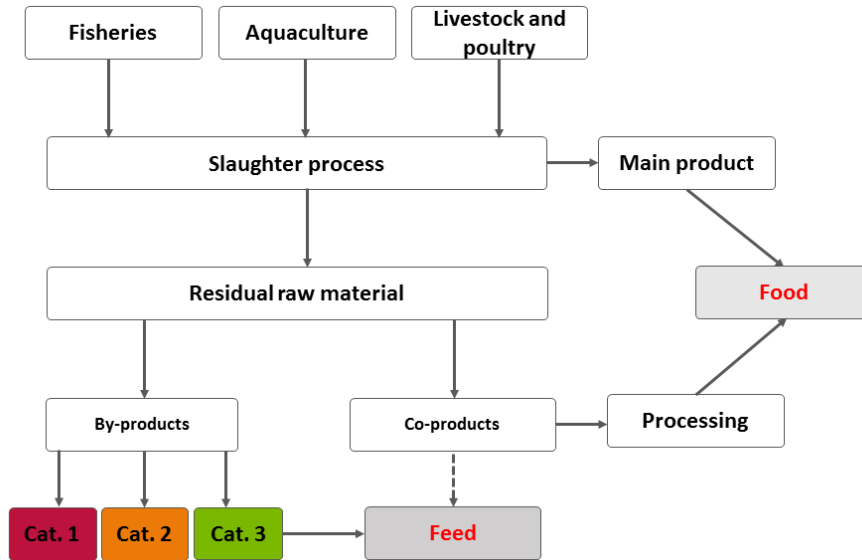 Fisheries
Aquaculture
Livestock and
poultry
Slaughter process
Main product
Residual raw material
Food
By-products
Co-products
Processing
Cat. 1
Cat. 2
Cat. 3
Feed